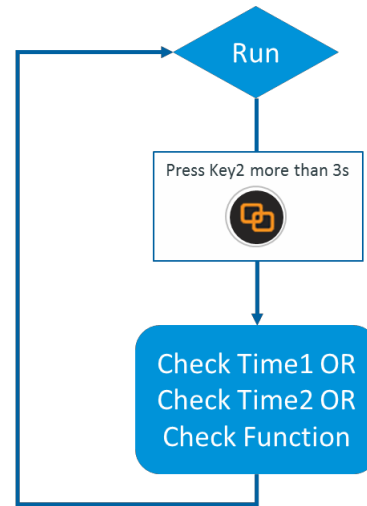 Run
Press Key2 more than 3s
Check Time1 OR
Check Time2 OR
Check Function